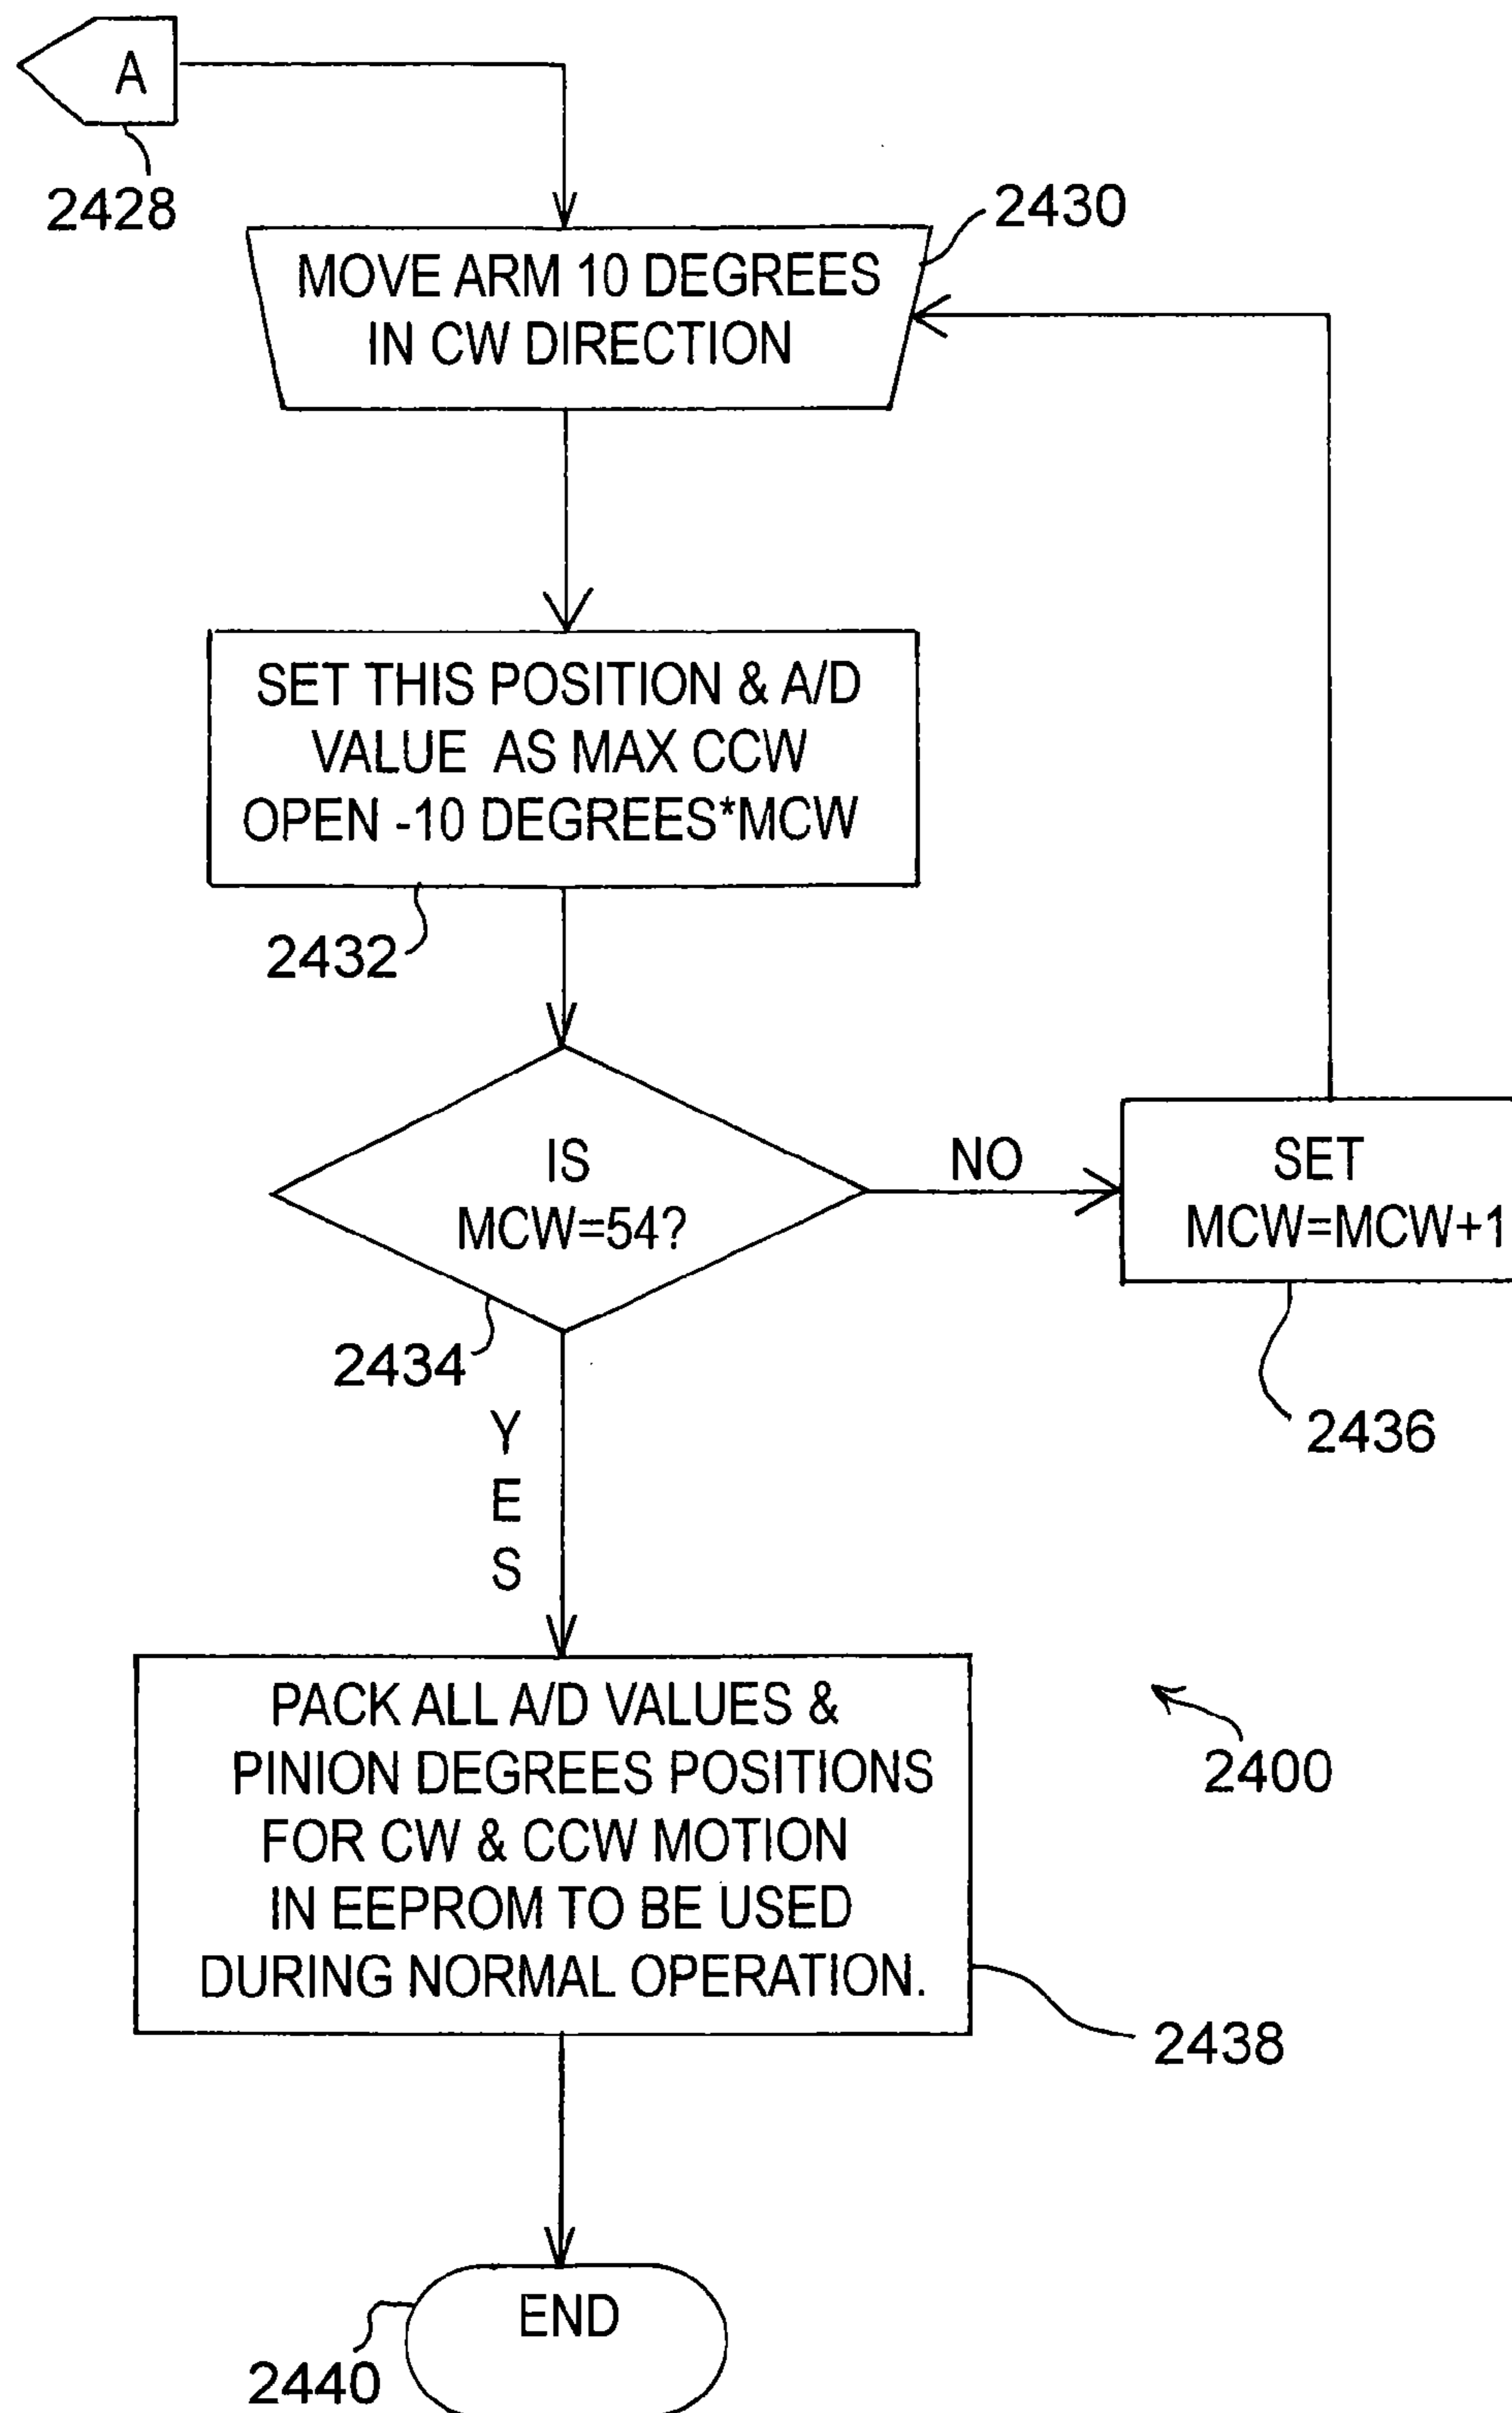 A
2428
2430
MOVE ARM 10 DEGREES
IN CW DIRECTION
SET THIS POSITION & A/D
VALUE AS MAX CCW
OPEN -10 DEGREES*MCW
2432
IS
MCW=54?
NO
SET
MCW=MCW+1
2434
2436
Y
E
S
PACK ALL A/D VALUES &
PINION DEGREES POSITIONS
FOR CW & CCW MOTION
IN EEPROM TO BE USED
DURING NORMAL OPERATION.
2400
2438
END
2440